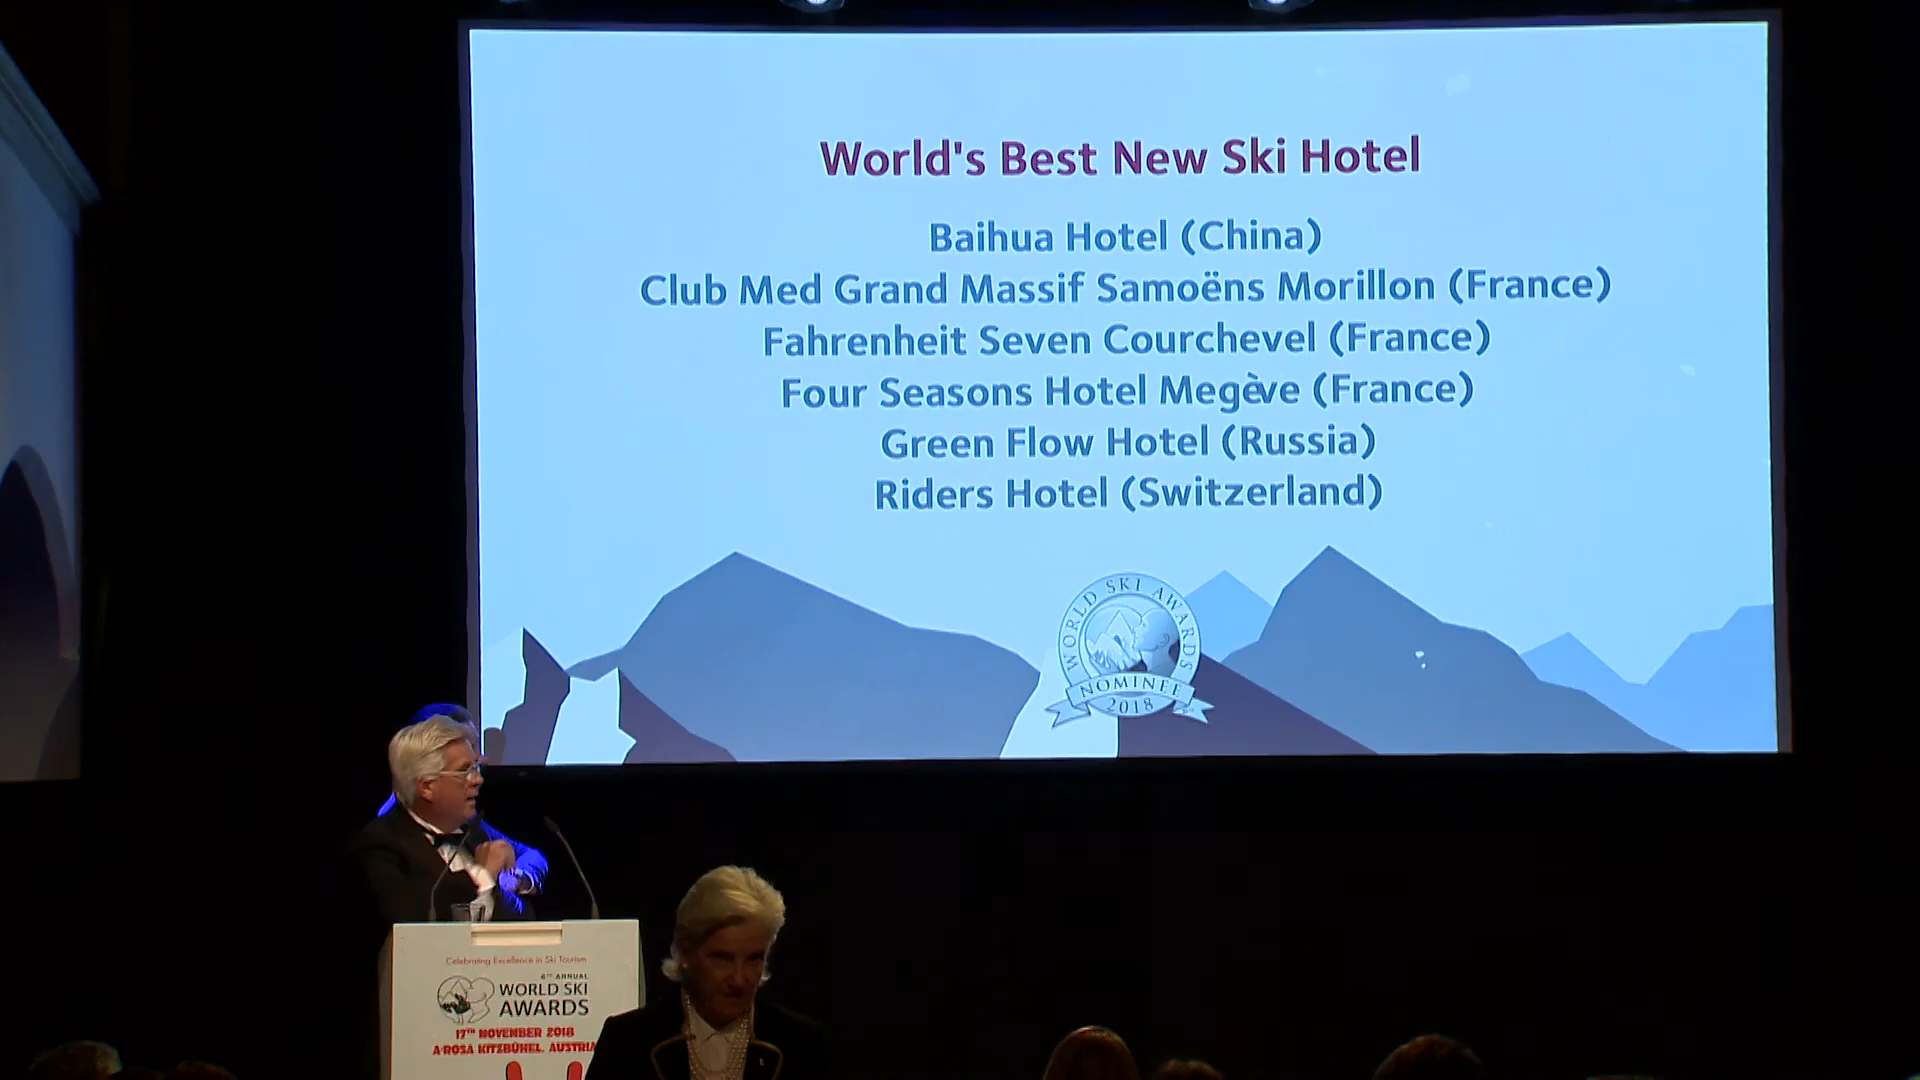 World's Best New Ski Hotel
Baihua Hotel (China)
Club Med Grand Massif Samoëns Morillon (France)
Fahrenheit Seven Courchevel (France)
Four Seasons Hotel Megève (France)
Green Flow Hotel (Russia)
Riders Hotel (Switzerland)
WORLD SKI AWARDS
NOMINEE
2018
Celebrating Excellence in Ski Tourism
6TH ANNUAL
WORLD SKI
AWARDS
17TH NOVEMBER 2018
A-ROSA KITZBÜHEL, AUSTRIA